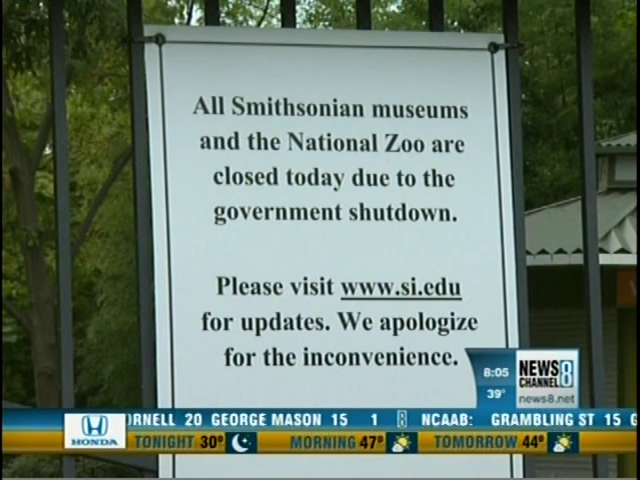 All Smithsonian museums
and the National Zoo are
closed today due to the
government shutdown.
Please visit www.si.edu
for updates. We apologize
for the inconvenience.
8:05
39°
NEWS
CHANNEL 8
news8.net
HONDA
ORNELL 20 GEORGE MASON 15 1 8 NCAAB: GRAMBLING ST 15
TONIGHT 30° MORNING 47° TOMORROW 44°